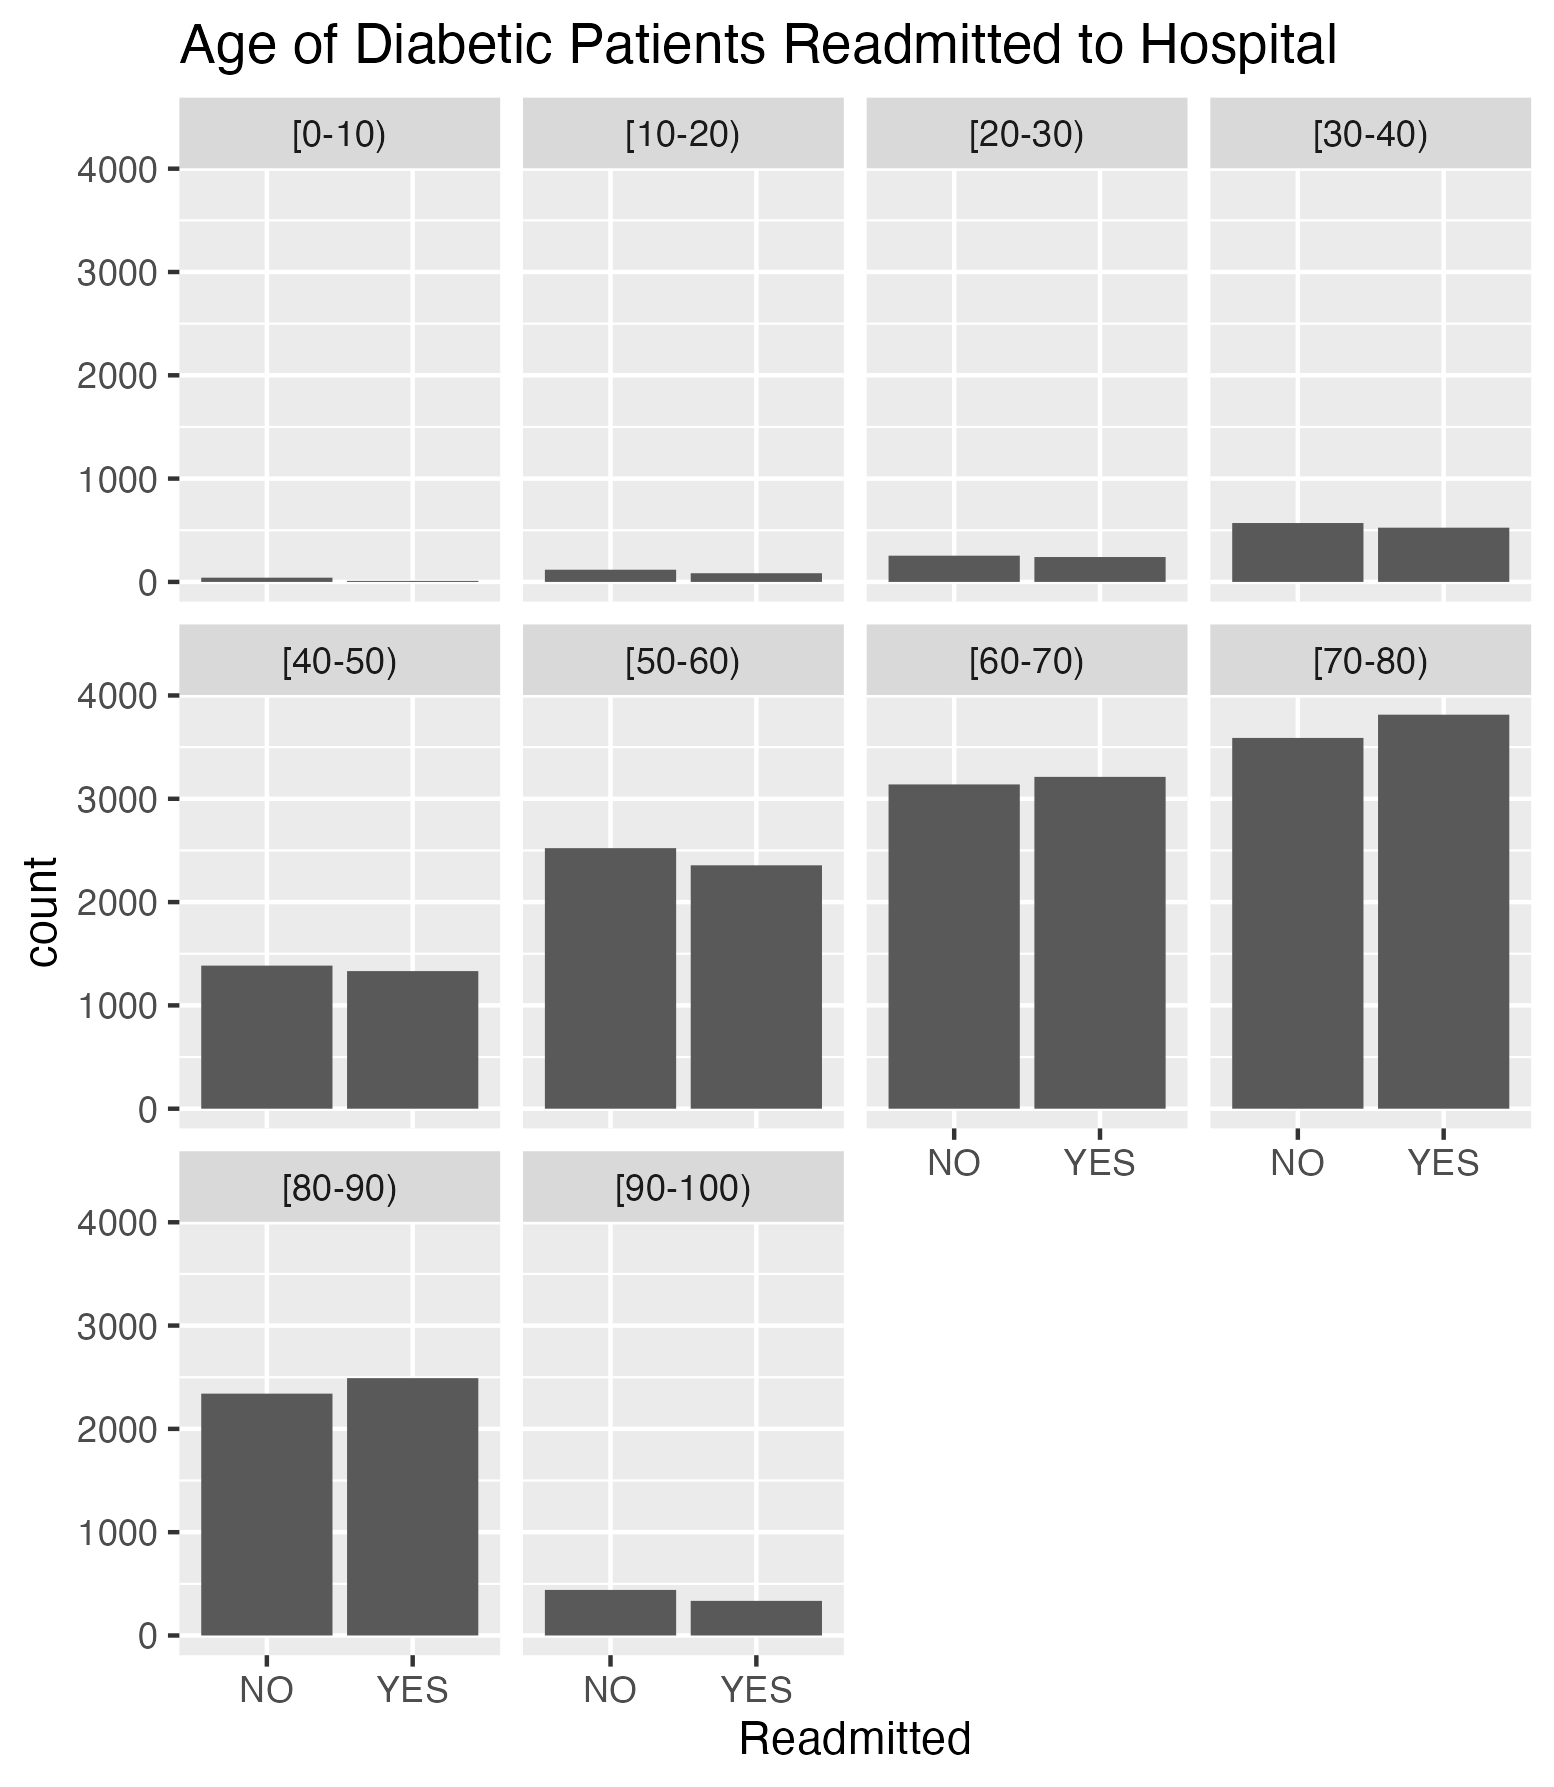 Age of Diabetic Patients Readmitted to Hospital
[0-10) [10-20) [20-30) [30-40)
4000
3000
2000
1000
0
[40-50) [50-60) [60-70) [70-80)
4000
3000
2000
1000
0
NO YES NO YES
[80-90) [90-100)
4000
3000
2000
1000
0
NO YES NO YES
count
Readmitted